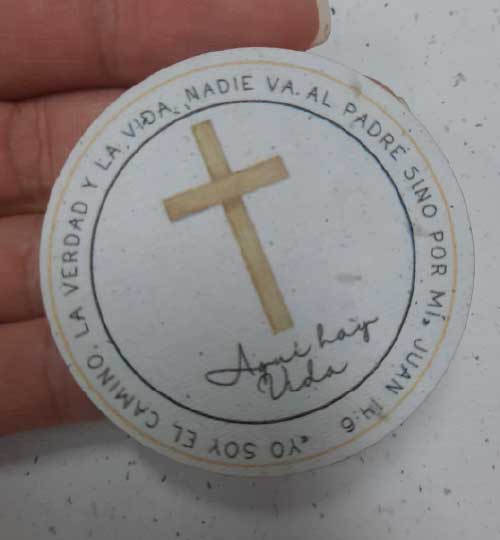 «YO SOY EL CAMINO, LA VERDAD Y LA VIDA, NADIE VA AL PADRE SINO POR MÍ» JUAN 14:6
Aquí hay
Vida